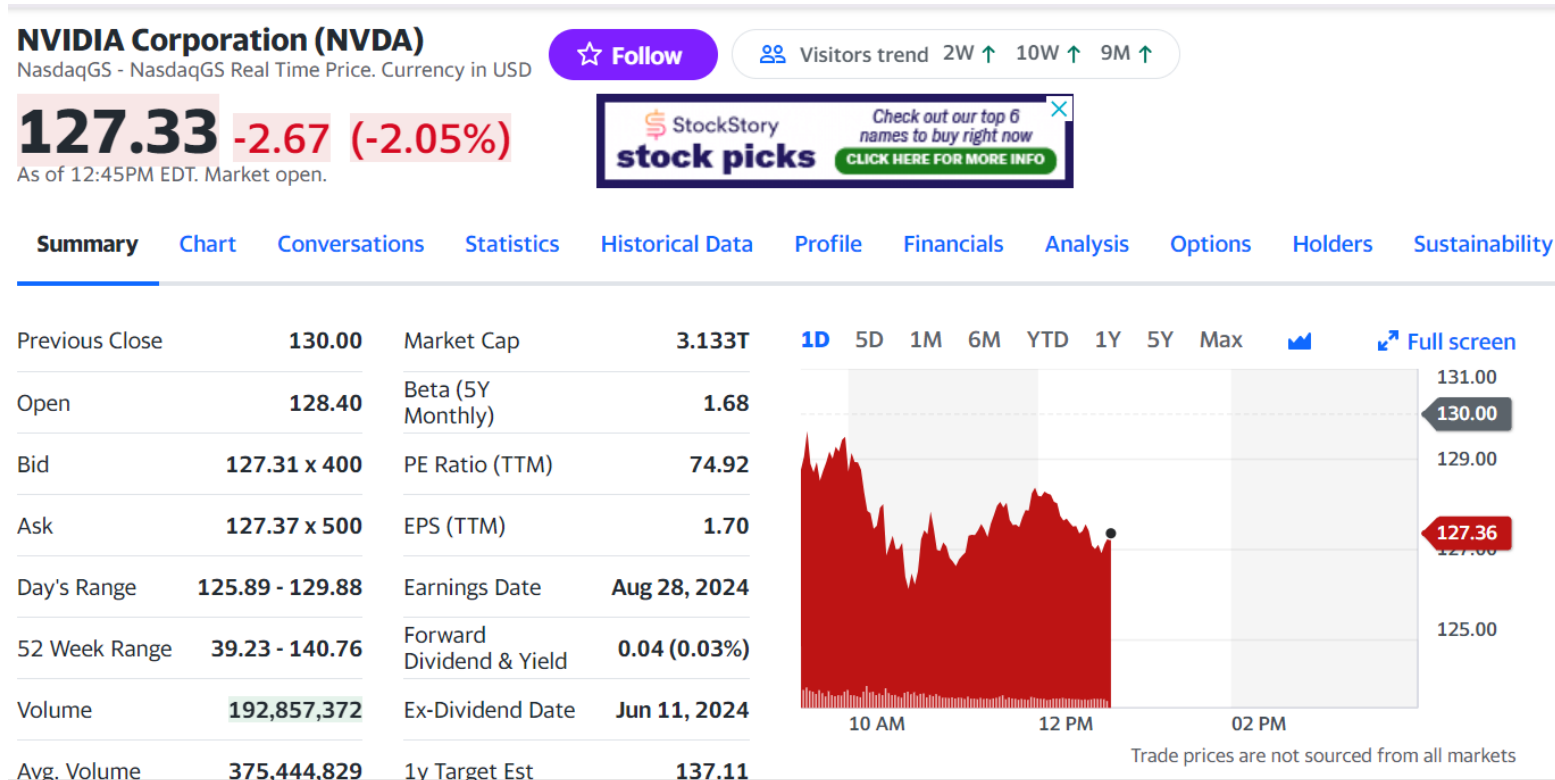 NVIDIA Corporation (NVDA)
NasdaqGS - NasdaqGS Real Time Price. Currency in USD
Follow
Visitors trend 2W ↑ 10W ↑ 9M ↑
127.33 -2.67 (-2.05%)
As of 12:45PM EDT. Market open.
StockStory
stock picks
Check out our top 6
names to buy right now
CLICK HERE FOR MORE INFO
Summary Chart Conversations Statistics Historical Data Profile Financials Analysis Options Holders Sustainability
Previous Close 130.00
Open 128.40
Bid 127.31 x 400
Ask 127.37 x 500
Day's Range 125.89 - 129.88
52 Week Range 39.23 - 140.76
Volume 192,857,372
Avg. Volume 375,444,829
Market Cap 3.133T
Beta (5Y
Monthly) 1.68
PE Ratio (TTM) 74.92
EPS (TTM) 1.70
Earnings Date Aug 28, 2024
Forward
Dividend & Yield 0.04 (0.03%)
Ex-Dividend Date Jun 11, 2024
1y Target Est 137.11
1D 5D 1M 6M YTD 1Y 5Y Max Full screen
131.00
130.00
129.00
127.36
127.00
125.00
10 AM 12 PM 02 PM
Trade prices are not sourced from all markets